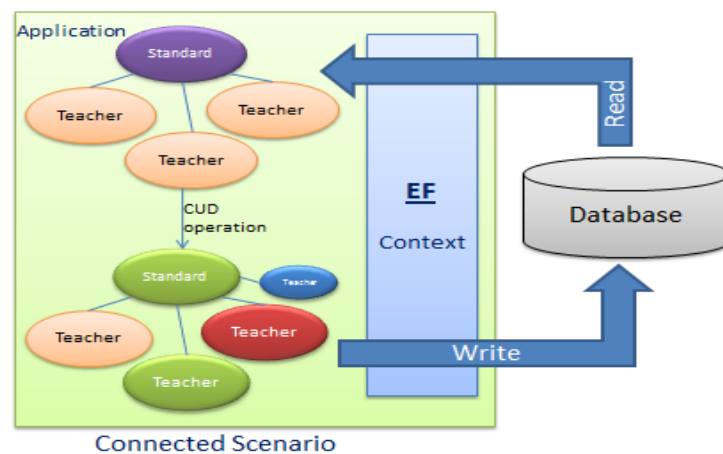 Application
Standard
Teacher
Teacher
Teacher
CUD
operation
Standard
Teacher
Teacher
Teacher
Teacher
EF
Context
Read
Database
Write
Connected Scenario